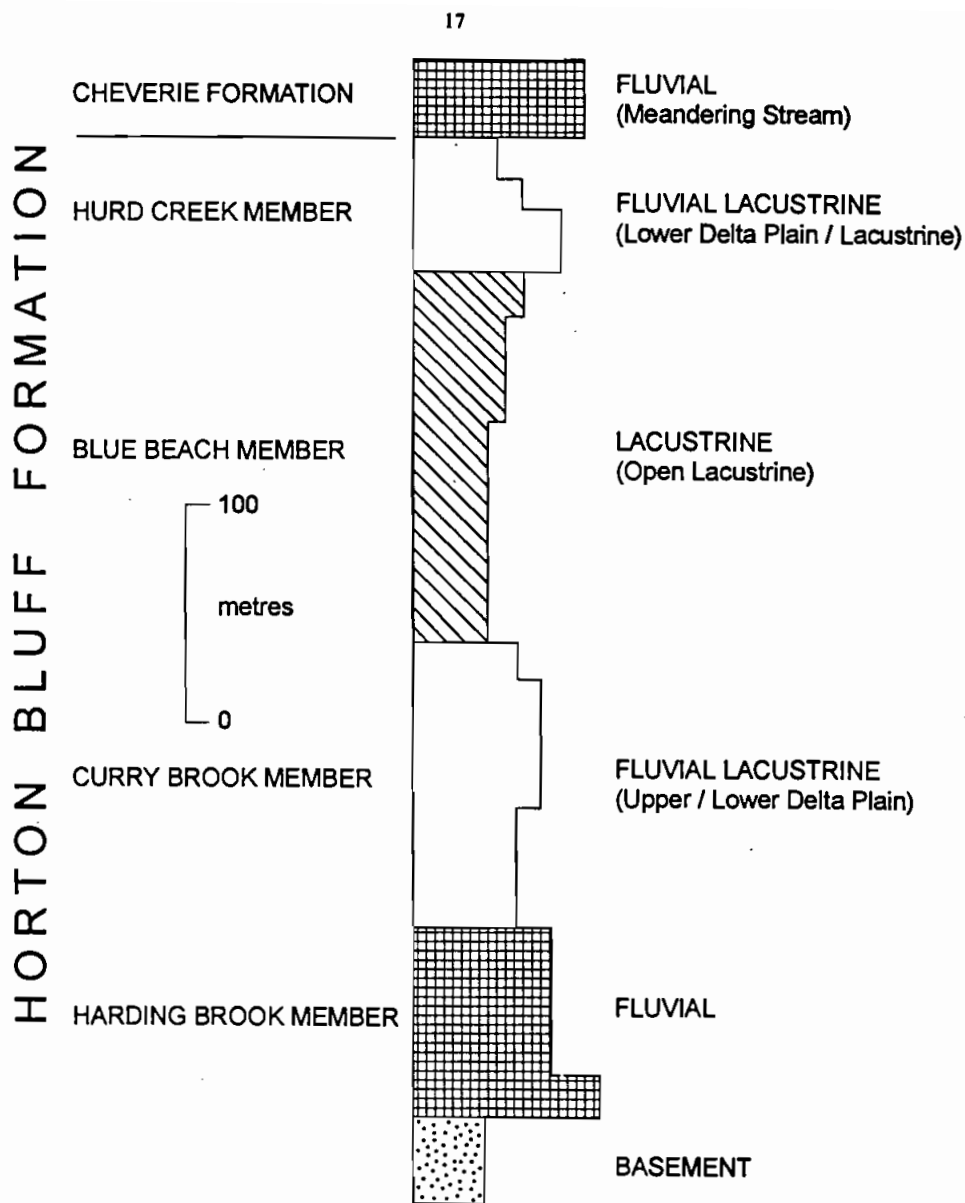 17
HORTON BLUFF FORMATION
CHEVERIE FORMATION
FLUVIAL
(Meandering Stream)
HURD CREEK MEMBER
FLUVIAL LACUSTRINE
(Lower Delta Plain / Lacustrine)
BLUE BEACH MEMBER
LACUSTRINE
(Open Lacustrine)
100
metres
0
CURRY BROOK MEMBER
FLUVIAL LACUSTRINE
(Upper / Lower Delta Plain)
HARDING BROOK MEMBER
FLUVIAL
BASEMENT